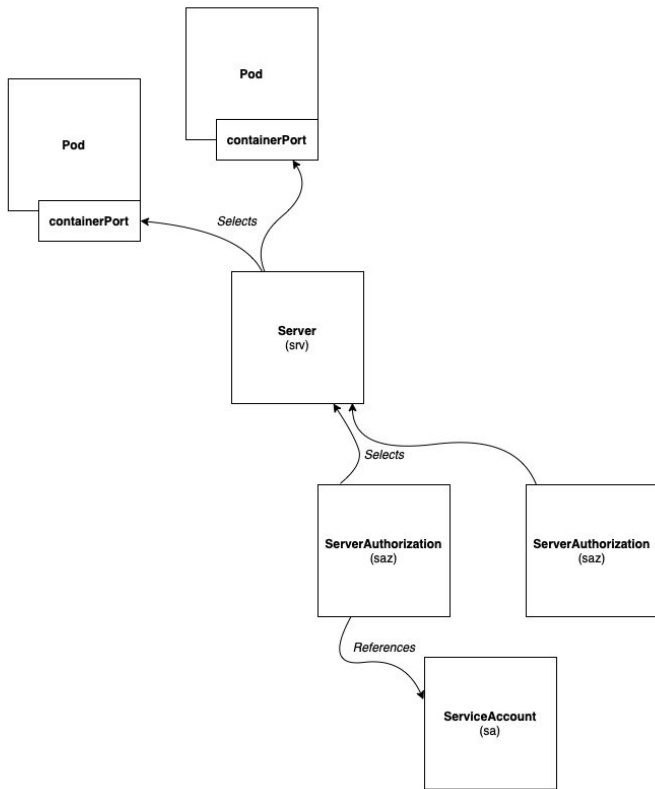 Pod
containerPort
Pod
containerPort
Selects
Server
(srv)
Selects
ServerAuthorization
(saz)
ServerAuthorization
(saz)
References
ServiceAccount
(sa)